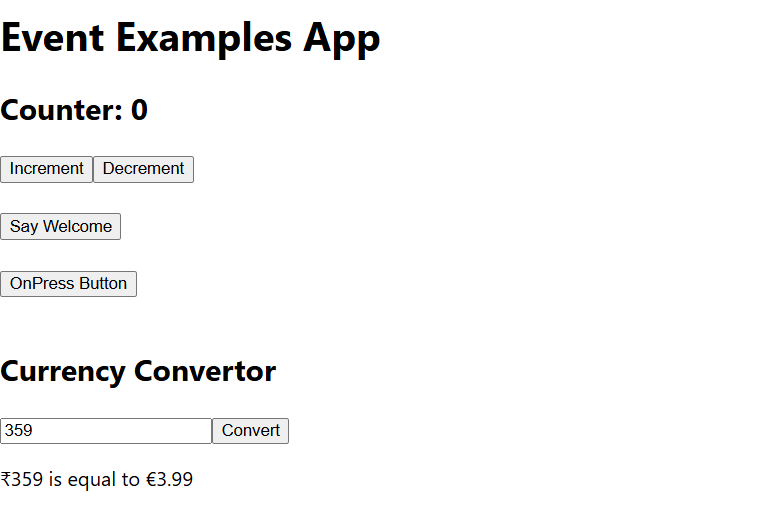 Event Examples App
Counter: 0
Increment Decrement
Say Welcome
OnPress Button
Currency Convertor
359 Convert
₹359 is equal to €3.99